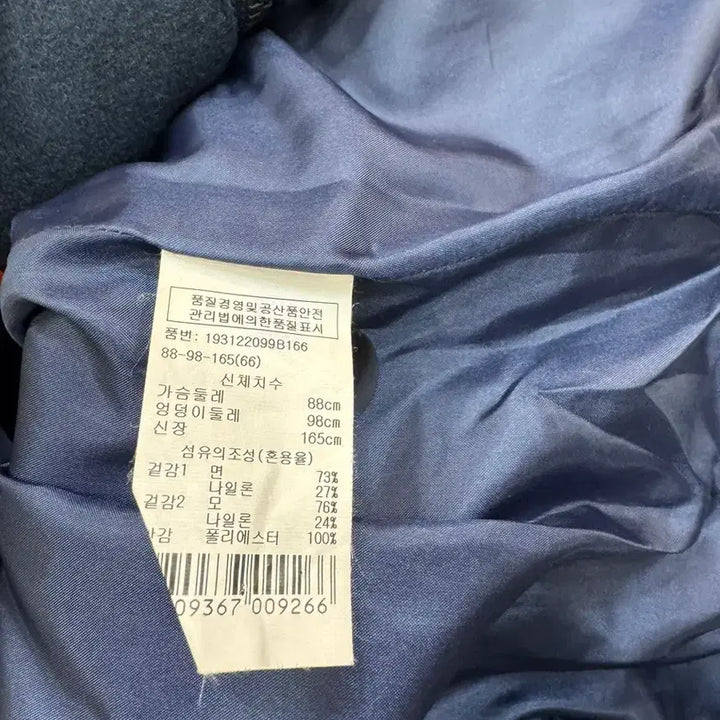 품질경영및공산품안전
관리법에의한품질표시
품번: 193122099B166
88-98-165(66)
신체치수
가슴둘레 88cm
엉덩이둘레 98cm
신장 165cm
섬유의조성(혼용율)
겉감1 면 73%
나일론 27%
겉감2 모 76%
나일론 24%
감 폴리에스터 100%
09367 009266